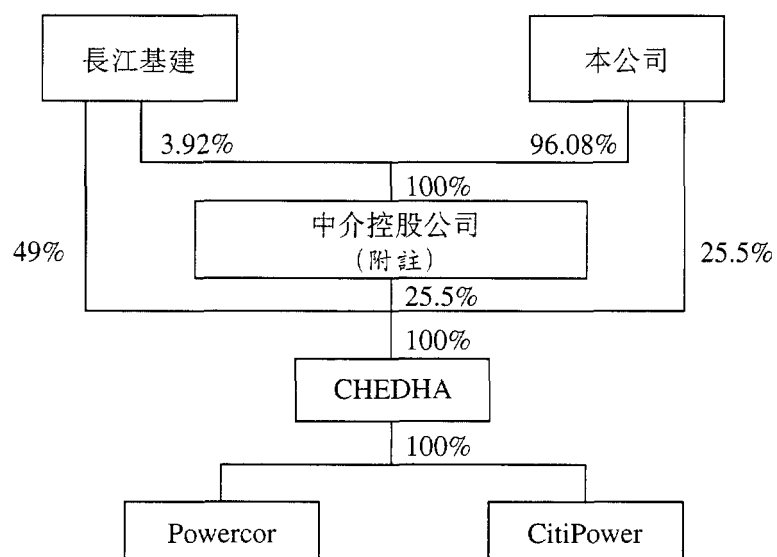 長江基建
本公司
3.92%
96.08%
100%
中介控股公司
(附註)
49%
25.5%
25.5%
100%
CHEDHA
100%
Powercor
CitiPower